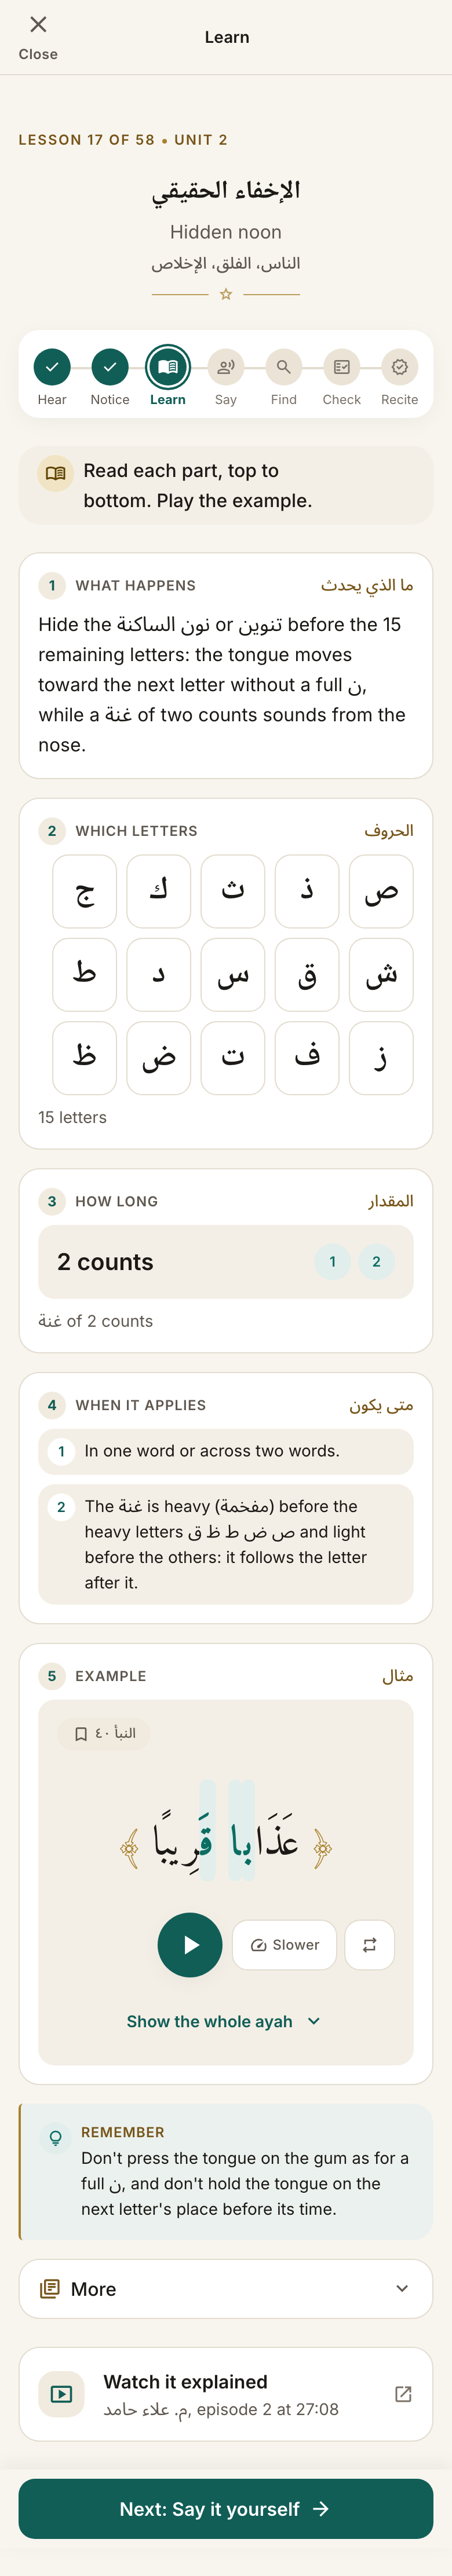 Close
Learn
LESSON 17 OF 58 • UNIT 2
الإخفاء الحقيقي
Hidden noon
الناس، الفلق، الإخلاص
Hear
Notice
Learn
Say
Find
Check
Recite
Read each part, top to
bottom. Play the example.
1 WHAT HAPPENS
ما الذي يحدث
Hide the نون الساكنة or تنوين before the 15
remaining letters: the tongue moves
toward the next letter without a full ن,
while a غنة of two counts sounds from the
nose.
2 WHICH LETTERS
الحروف
ص ذ ث ك ج
ش ق س د ط
ز ف ت ض ظ
15 letters
3 HOW LONG
المقدار
2 counts
1 2
غنة of 2 counts
4 WHEN IT APPLIES
متى يكون
1 In one word or across two words.
2 The غنة is heavy (مفخمة) before the
heavy letters ص ض ط ظ ق and light
before the others: it follows the letter
after it.
5 EXAMPLE
مثال
النبأ ٤٠
﴿عَذَابا قَرِيبًا﴾
Slower
Show the whole ayah
REMEMBER
Don't press the tongue on the gum as for a
full ن, and don't hold the tongue on the
next letter's place before its time.
More
Watch it explained
م. علاء حامد, episode 2 at 27:08
Next: Say it yourself